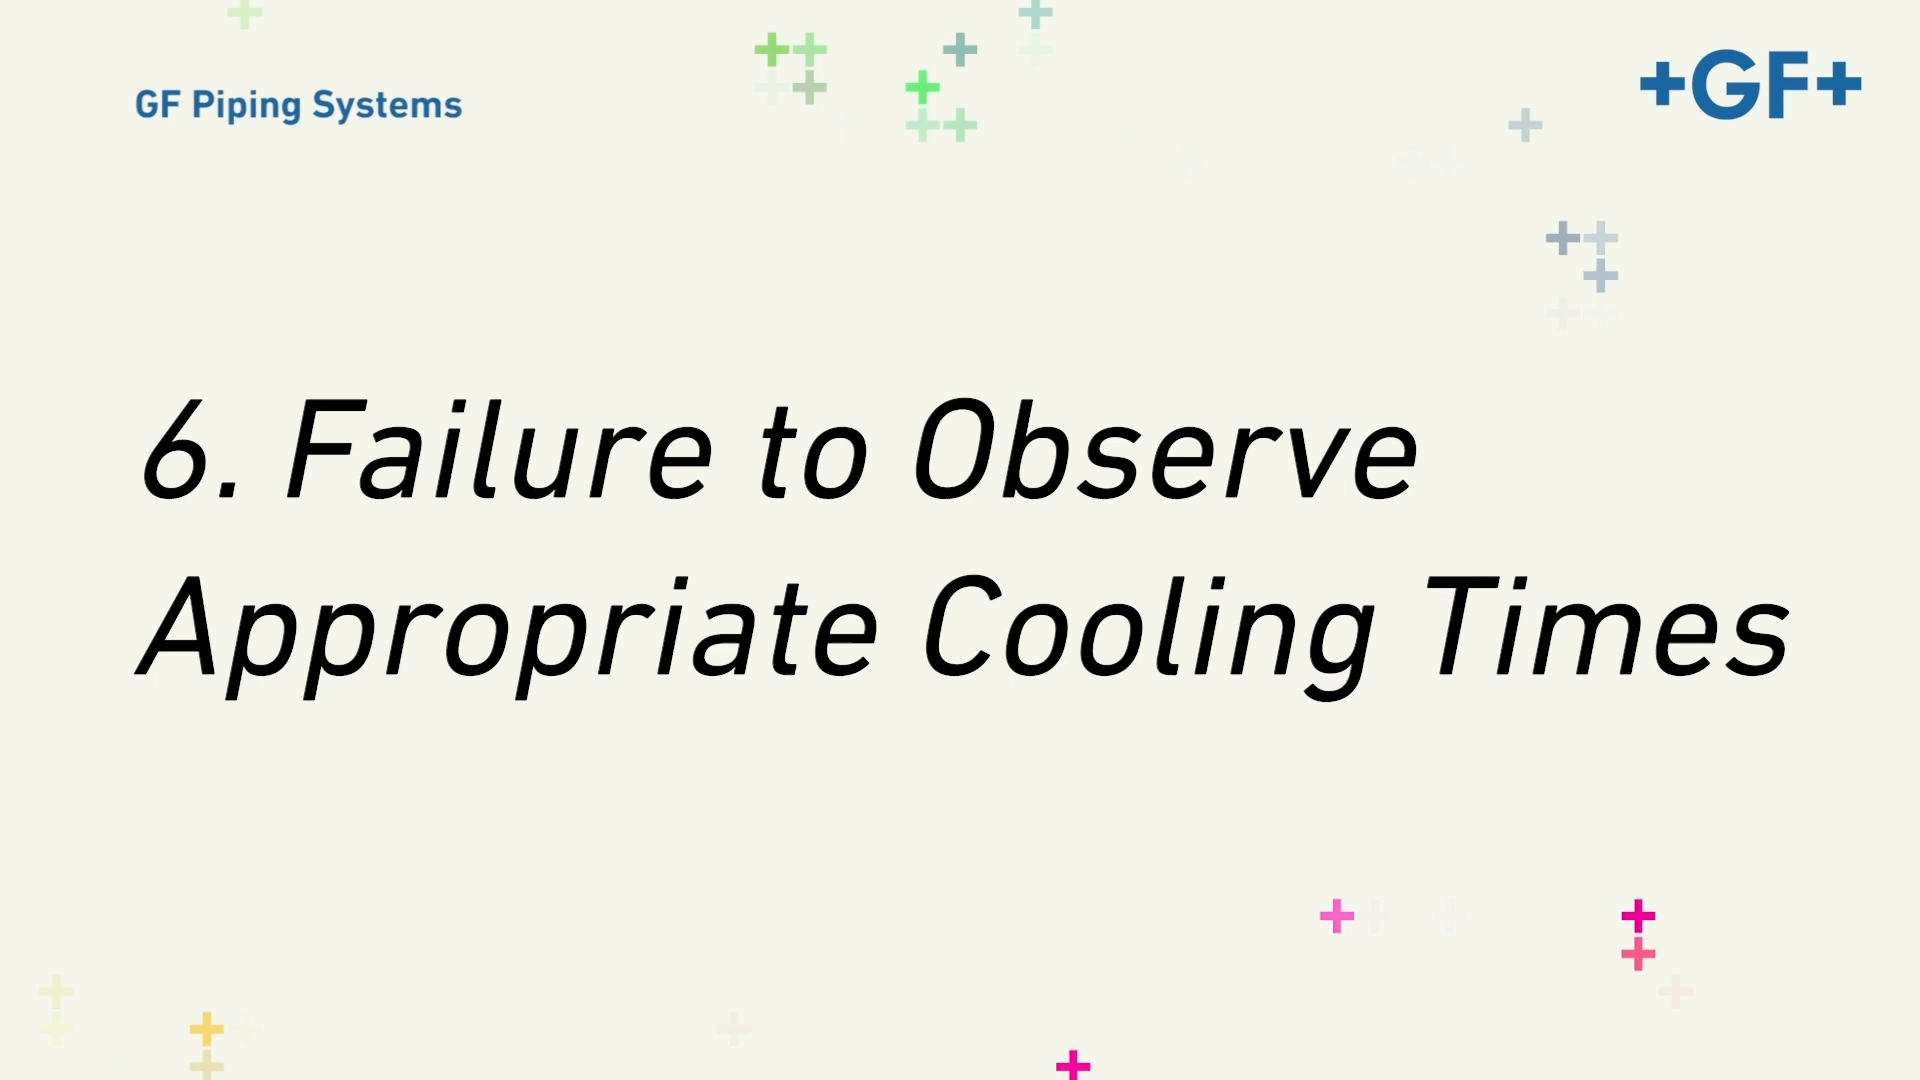 GF Piping Systems
+GF+
6. Failure to Observe
Appropriate Cooling Times